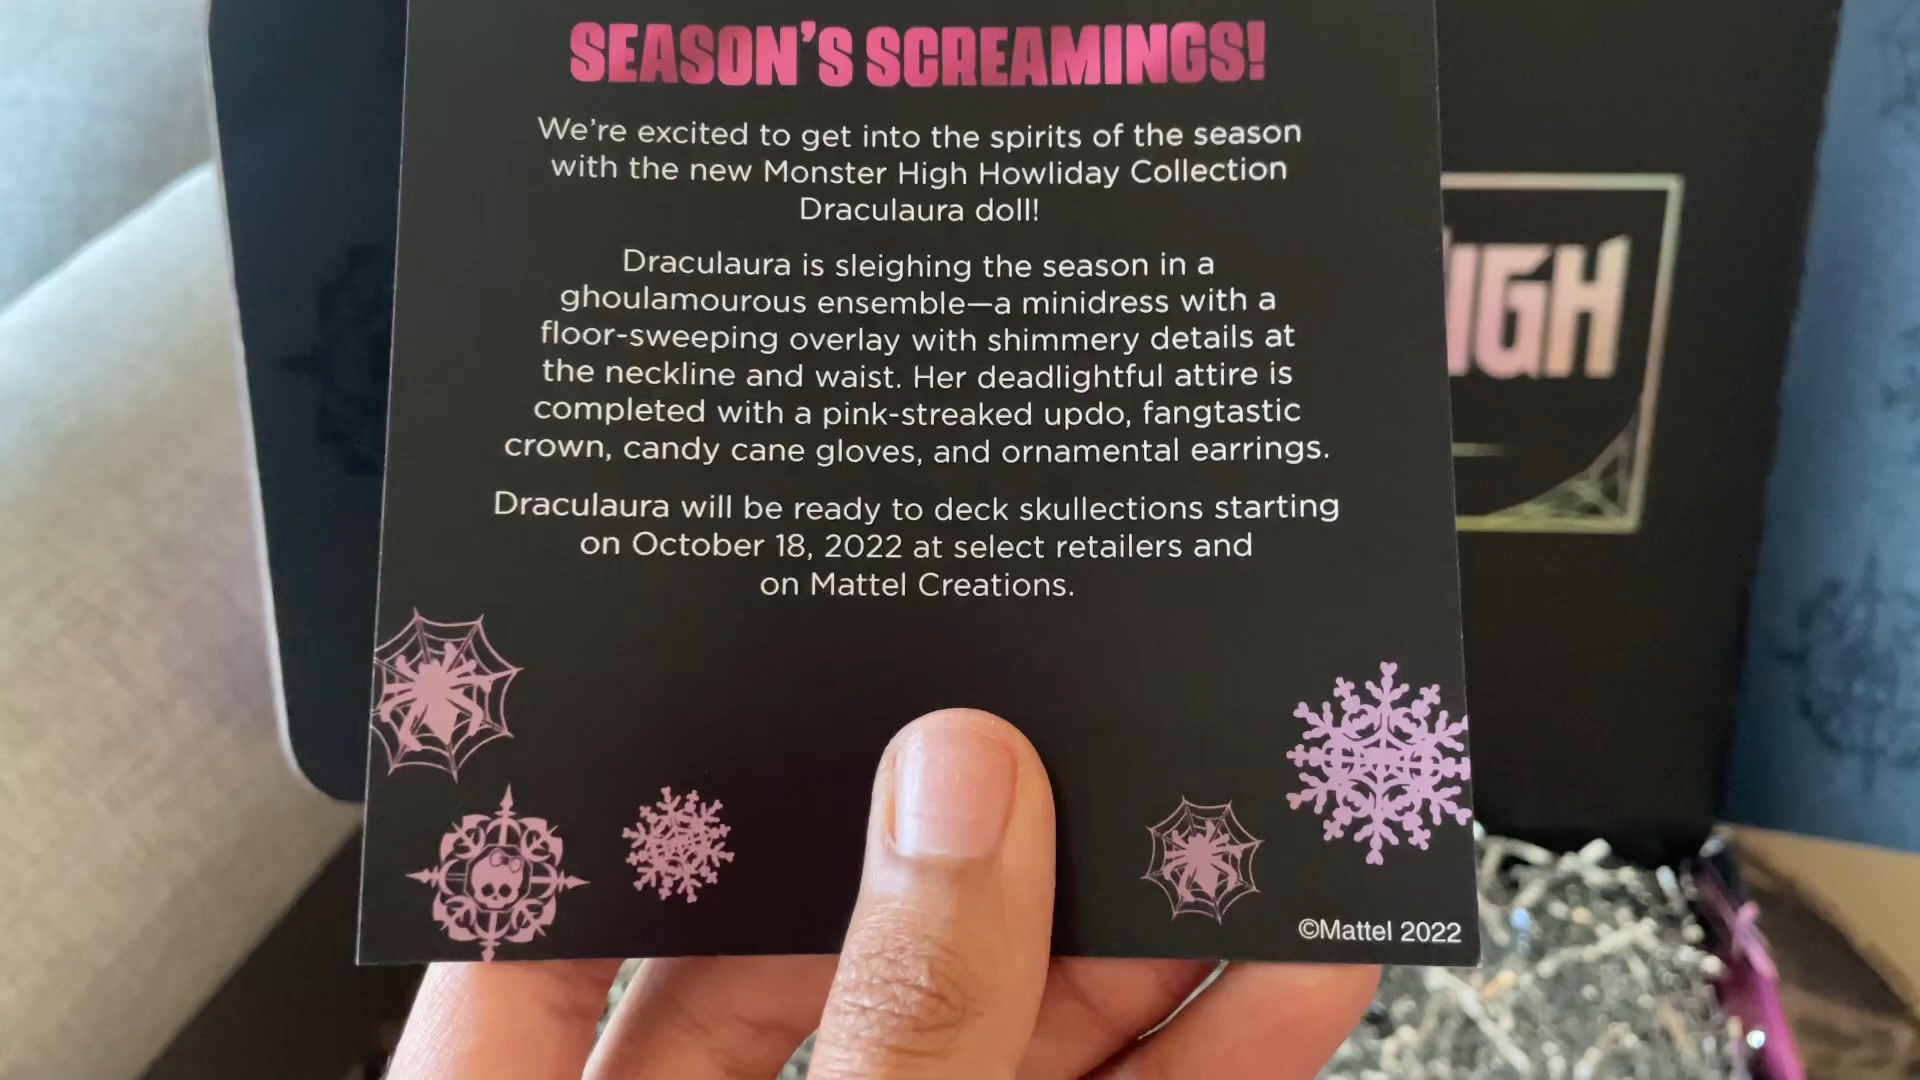 SEASON'S SCREAMINGS!
We're excited to get into the spirits of the season
with the new Monster High Howliday Collection
Draculaura doll!
Draculaura is sleighing the season in a
ghoulamourous ensemble—a minidress with a
floor-sweeping overlay with shimmery details at
the neckline and waist. Her deadlightful attire is
completed with a pink-streaked updo, fangtastic
crown, candy cane gloves, and ornamental earrings.
Draculaura will be ready to deck skullections starting
on October 18, 2022 at select retailers and
on Mattel Creations.
©Mattel 2022
IGH